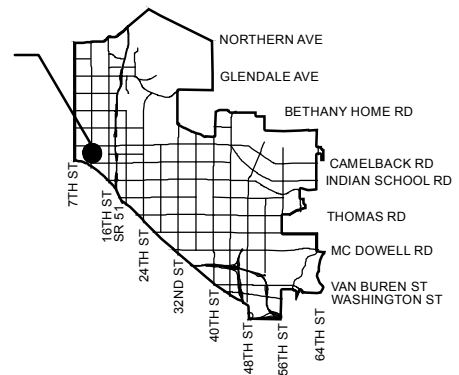 NORTHERN AVE
GLENDALE AVE
BETHANY HOME RD
CAMELBACK RD
INDIAN SCHOOL RD
THOMAS RD
MC DOWELL RD
VAN BUREN ST
WASHINGTON ST
7TH ST
16TH ST
SR 51
24TH ST
32ND ST
40TH ST
48TH ST
56TH ST
64TH ST